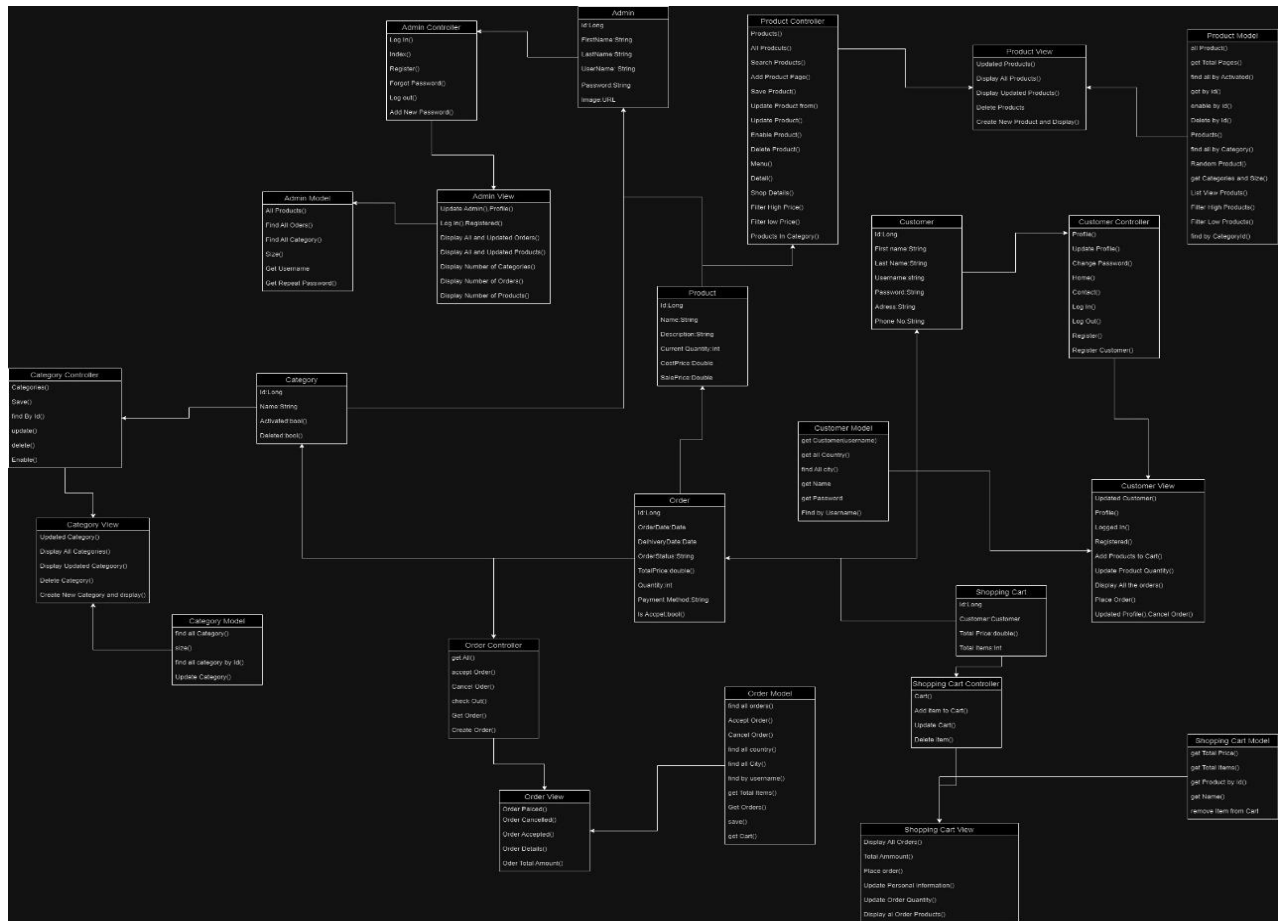 Admin
Id:Long
FirstName:String
LastName:String
UserName: String
Password:String
Image:URL
Admin Controller
Log In()
Index()
Register()
Forgot Password()
Log out()
Add New Password()
Product Controller
Products()
All Prodcuts()
Search Products()
Add Product Page()
Save Product()
Update Product from()
Update Product()
Enable Product()
Delete Product()
Menu()
Detail()
Shop Details()
Filter High Price()
Filter low Price()
Products In Category()
Product View
Updated Products()
Display All Products()
Display Updated Products()
Delete Products
Create New Product and Display()
Product Model
all Product()
get Total Pages()
find all by Activated()
get by Id()
enable by Id()
Delete by Id()
Products()
find all by Category()
Random Product()
get Categories and Size()
List View Produts()
Filter High Products()
Filter Low Products()
find by CategoryId()
Admin Model
All Products()
Find All Oders()
Find All Category()
Size()
Get Username
Get Repeat Password()
Admin View
Update Admin(),Profile()
Log In(),Registered()
Display All and Updated Orders()
Display All and Updated Products()
Display Number of Categories()
Display Number of Orders()
Display Number of Products()
Customer
Id:Long
First name:String
Last Name:String
Username:string
Password:String
Adress:String
Phone No:String
Customer Controller
Profile()
Update Profile()
Change Password()
Home()
Contect()
Log In()
Log Out()
Register()
Register Customer()
Product
Id:Long
Name:String
Description:String
Current Quantity:Int
CostPrice:Double
SalePrice:Double
Category Controller
Categories()
Save()
find By Id()
update()
delete()
Enable()
Category
Id:Long
Name:String
Activated:bool()
Deleted:bool()
Customer Model
get Customer(username)
get all Country()
find All city()
get Name
get Password
Find by Username()
Customer View
Updated Customer()
Profile()
Logged In()
Registered()
Add Products to Cart()
Update Product Quantity()
Display All the orders()
Place Order()
Updated Profile(),Cancel Order()
Order
Id:Long
OrderDate:Date
DelhiveryDate:Date
OrderStatus:String
TotalPrice:double()
Quantity:Int
Payment Method:String
Is Accpet:bool()
Category View
Updated Category()
Display All Categories()
Display Updated Categoory()
Delete Category()
Create New Category and display()
Category Model
find all Category()
size()
find all category by Id()
Update Category()
Shopping Cart
Id:Long
Customer:Customer
Total Price:double()
Total Items:Int
Order Controller
get All()
accept Order()
Cancel Oder()
check Out()
Get Order()
Create Order()
Shopping Cart Controller
Cart()
Add Item to Cart()
Update Cart()
Delete Item()
Order Model
find all orders()
Accept Order()
Cancel Order()
find all country()
find all City()
find by username()
get Total Items()
Get Orders()
save()
get Cart()
Shopping Cart Model
get Total Price()
get Total Items()
get Product by Id()
get Name()
remove Item from Cart
Order View
Order Palced()
Order Cancelled()
Order Accepted()
Order Details()
Oder Total Amount()
Shopping Cart View
Display All Orders()
Total Ammount()
Place order()
Update Personal Information()
Update Order Quantity()
Display al Order Products()